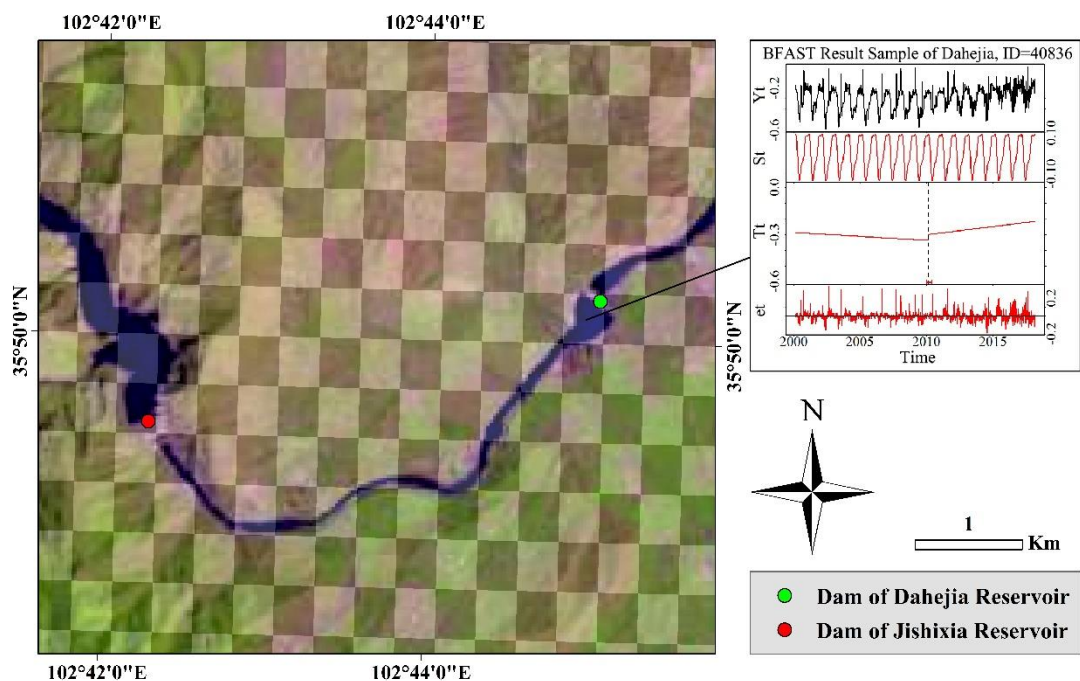 102°42'0"E
102°44'0"E
35°50'0"N
35°50'0"N
102°42'0"E
102°44'0"E
BFAST Result Sample of Dahejia, ID=40836
Yt
-0.2
-0.6
St
0.10
-0.10
Tt
0.0
-0.3
-0.6
et
0.2
-0.2
2000
2005
2010
2015
Time
N
1
Km
Dam of Dahejia Reservoir
Dam of Jishixia Reservoir